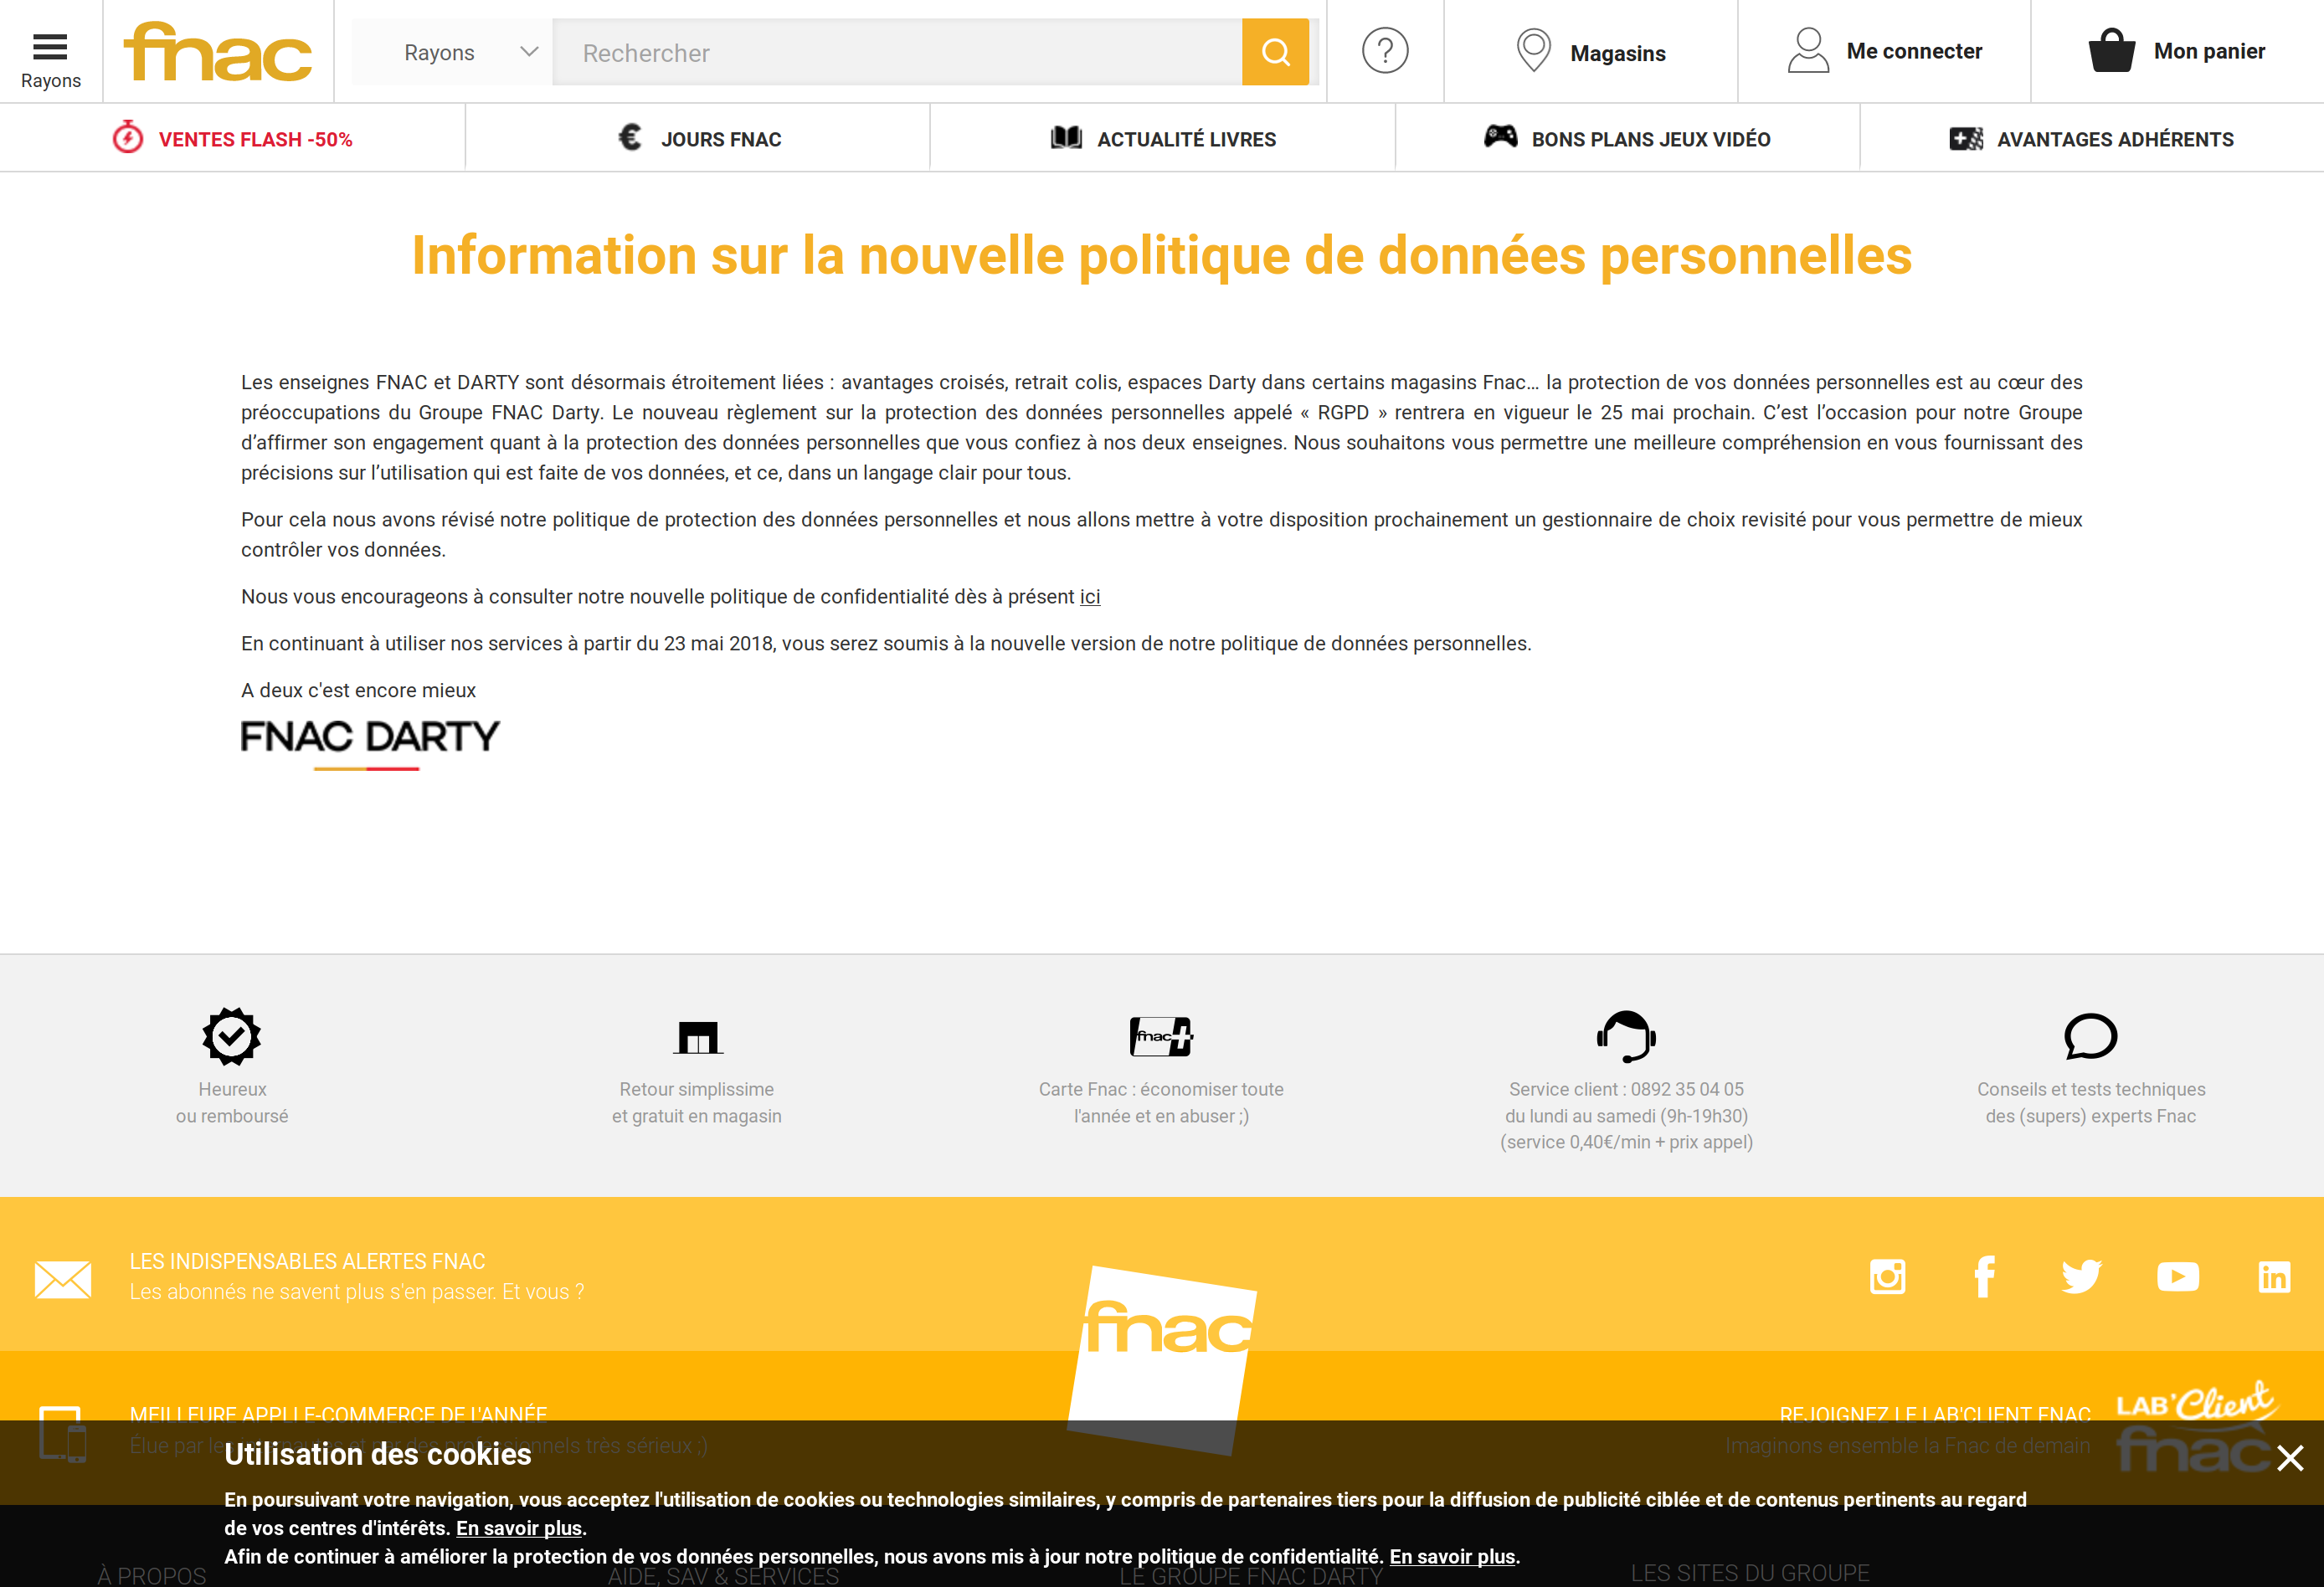 Rayons
fnac
Rayons
Rechercher
?
Magasins
Me connecter
Mon panier
VENTES FLASH -50%
€ JOURS FNAC
ACTUALITÉ LIVRES
BONS PLANS JEUX VIDÉO
AVANTAGES ADHÉRENTS
Information sur la nouvelle politique de données personnelles
Les enseignes FNAC et DARTY sont désormais étroitement liées : avantages croisés, retrait colis, espaces Darty dans certains magasins Fnac… la protection de vos données personnelles est au cœur des
préoccupations du Groupe FNAC Darty. Le nouveau règlement sur la protection des données personnelles appelé « RGPD » rentrera en vigueur le 25 mai prochain. C’est l’occasion pour notre Groupe
d’affirmer son engagement quant à la protection des données personnelles que vous confiez à nos deux enseignes. Nous souhaitons vous permettre une meilleure compréhension en vous fournissant des
précisions sur l’utilisation qui est faite de vos données, et ce, dans un langage clair pour tous.
Pour cela nous avons révisé notre politique de protection des données personnelles et nous allons mettre à votre disposition prochainement un gestionnaire de choix revisité pour vous permettre de mieux
contrôler vos données.
Nous vous encourageons à consulter notre nouvelle politique de confidentialité dès à présent ici
En continuant à utiliser nos services à partir du 23 mai 2018, vous serez soumis à la nouvelle version de notre politique de données personnelles.
A deux c'est encore mieux
FNAC DARTY
Heureux
ou remboursé
Retour simplissime
et gratuit en magasin
fnac+
Carte Fnac : économiser toute
l'année et en abuser ;)
Service client : 0892 35 04 05
du lundi au samedi (9h-19h30)
(service 0,40€/min + prix appel)
Conseils et tests techniques
des (supers) experts Fnac
LES INDISPENSABLES ALERTES FNAC
Les abonnés ne savent plus s'en passer. Et vous ?
fnac
in
MEILLEURE APPLI E-COMMERCE DE L'ANNÉE
Élue par les internautes et par des professionnels très sérieux ;)
REJOIGNEZ LE LAB'CLIENT FNAC
Imaginons ensemble la Fnac de demain
LAB'Client
fnac
Utilisation des cookies
En poursuivant votre navigation, vous acceptez l'utilisation de cookies ou technologies similaires, y compris de partenaires tiers pour la diffusion de publicité ciblée et de contenus pertinents au regard
de vos centres d'intérêts. En savoir plus.
Afin de continuer à améliorer la protection de vos données personnelles, nous avons mis à jour notre politique de confidentialité. En savoir plus.
À PROPOS
AIDE, SAV & SERVICES
LE GROUPE FNAC DARTY
LES SITES DU GROUPE